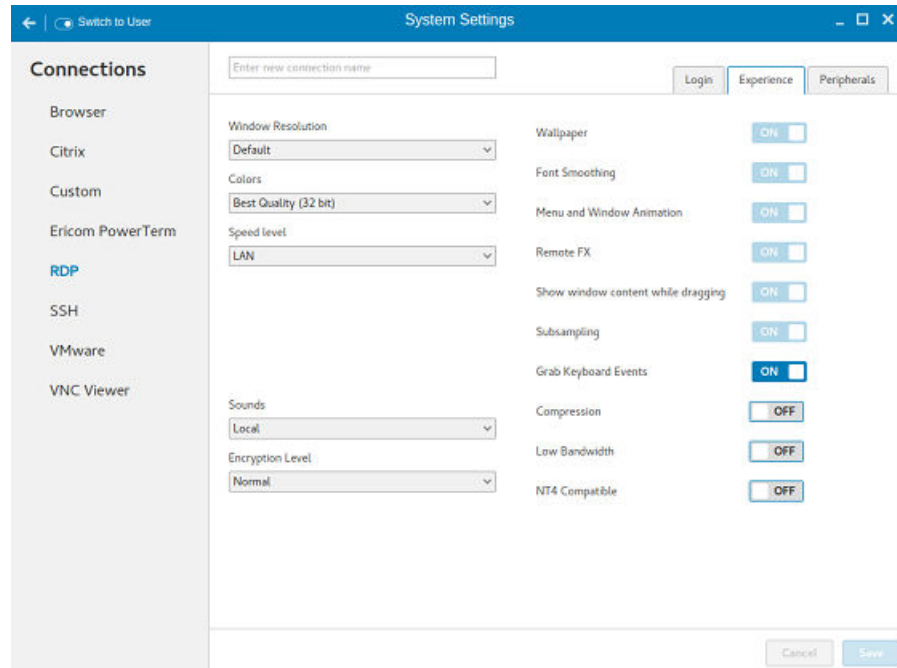 Switch to User
System Settings
Connections
Browser
Citrix
Custom
Ericom PowerTerm
RDP
SSH
VMware
VNC Viewer
Enter new connection name
Login
Experience
Peripherals
Window Resolution
Default
Colors
Best Quality (32 bit)
Speed level
LAN
Sounds
Local
Encryption Level
Normal
Wallpaper ON
Font Smoothing ON
Menu and Window Animation ON
Remote FX ON
Show window content while dragging ON
Subsampling ON
Grab Keyboard Events ON
Compression OFF
Low Bandwidth OFF
NT4 Compatible OFF
Cancel
Save